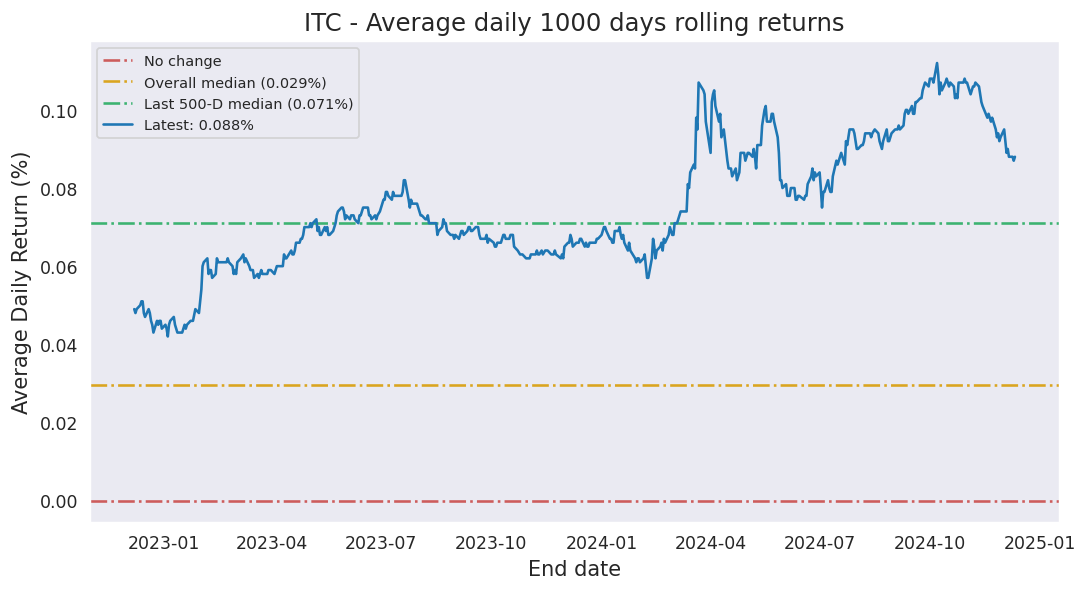 ITC - Average daily 1000 days rolling returns
No change
Overall median (0.029%)
Last 500-D median (0.071%)
Latest: 0.088%
Average Daily Return (%)
0.10
0.08
0.06
0.04
0.02
0.00
2023-01 2023-04 2023-07 2023-10 2024-01 2024-04 2024-07 2024-10 2025-01
End date